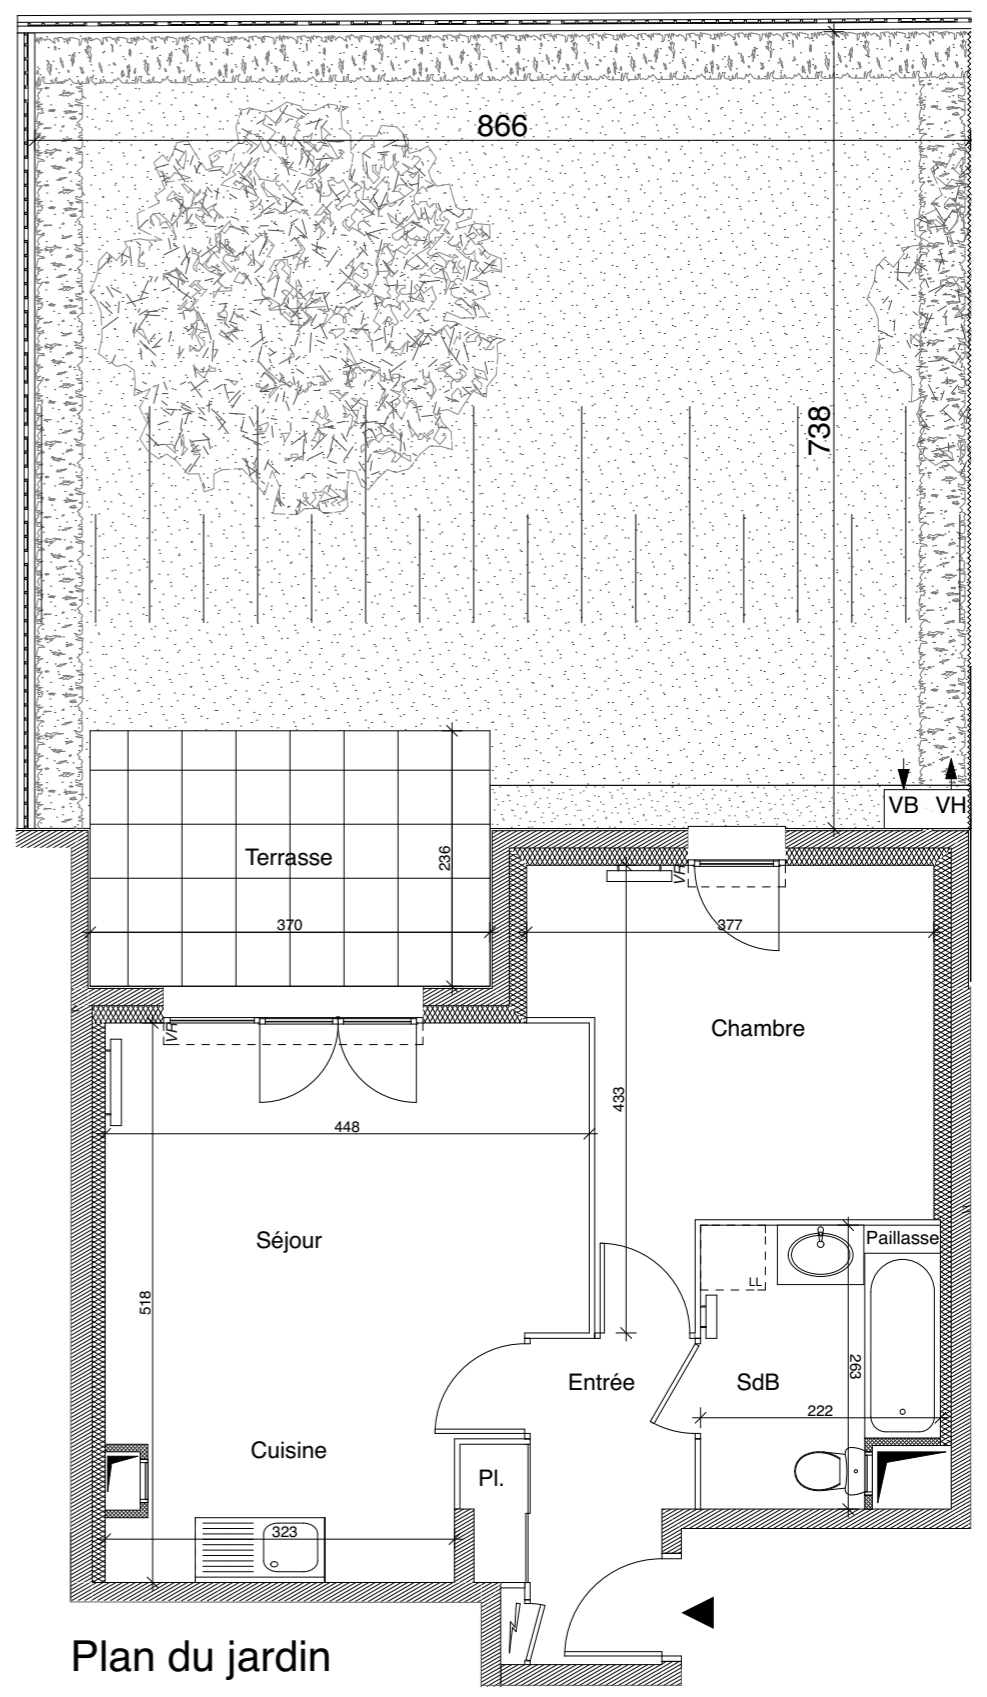 866
738
VB VH
Terrasse
236
370
VR
377
VR
Chambre
433
448
Séjour
Paillasse
LL
518
263
Entrée
SdB
222
Cuisine
Pl.
323
Plan du jardin